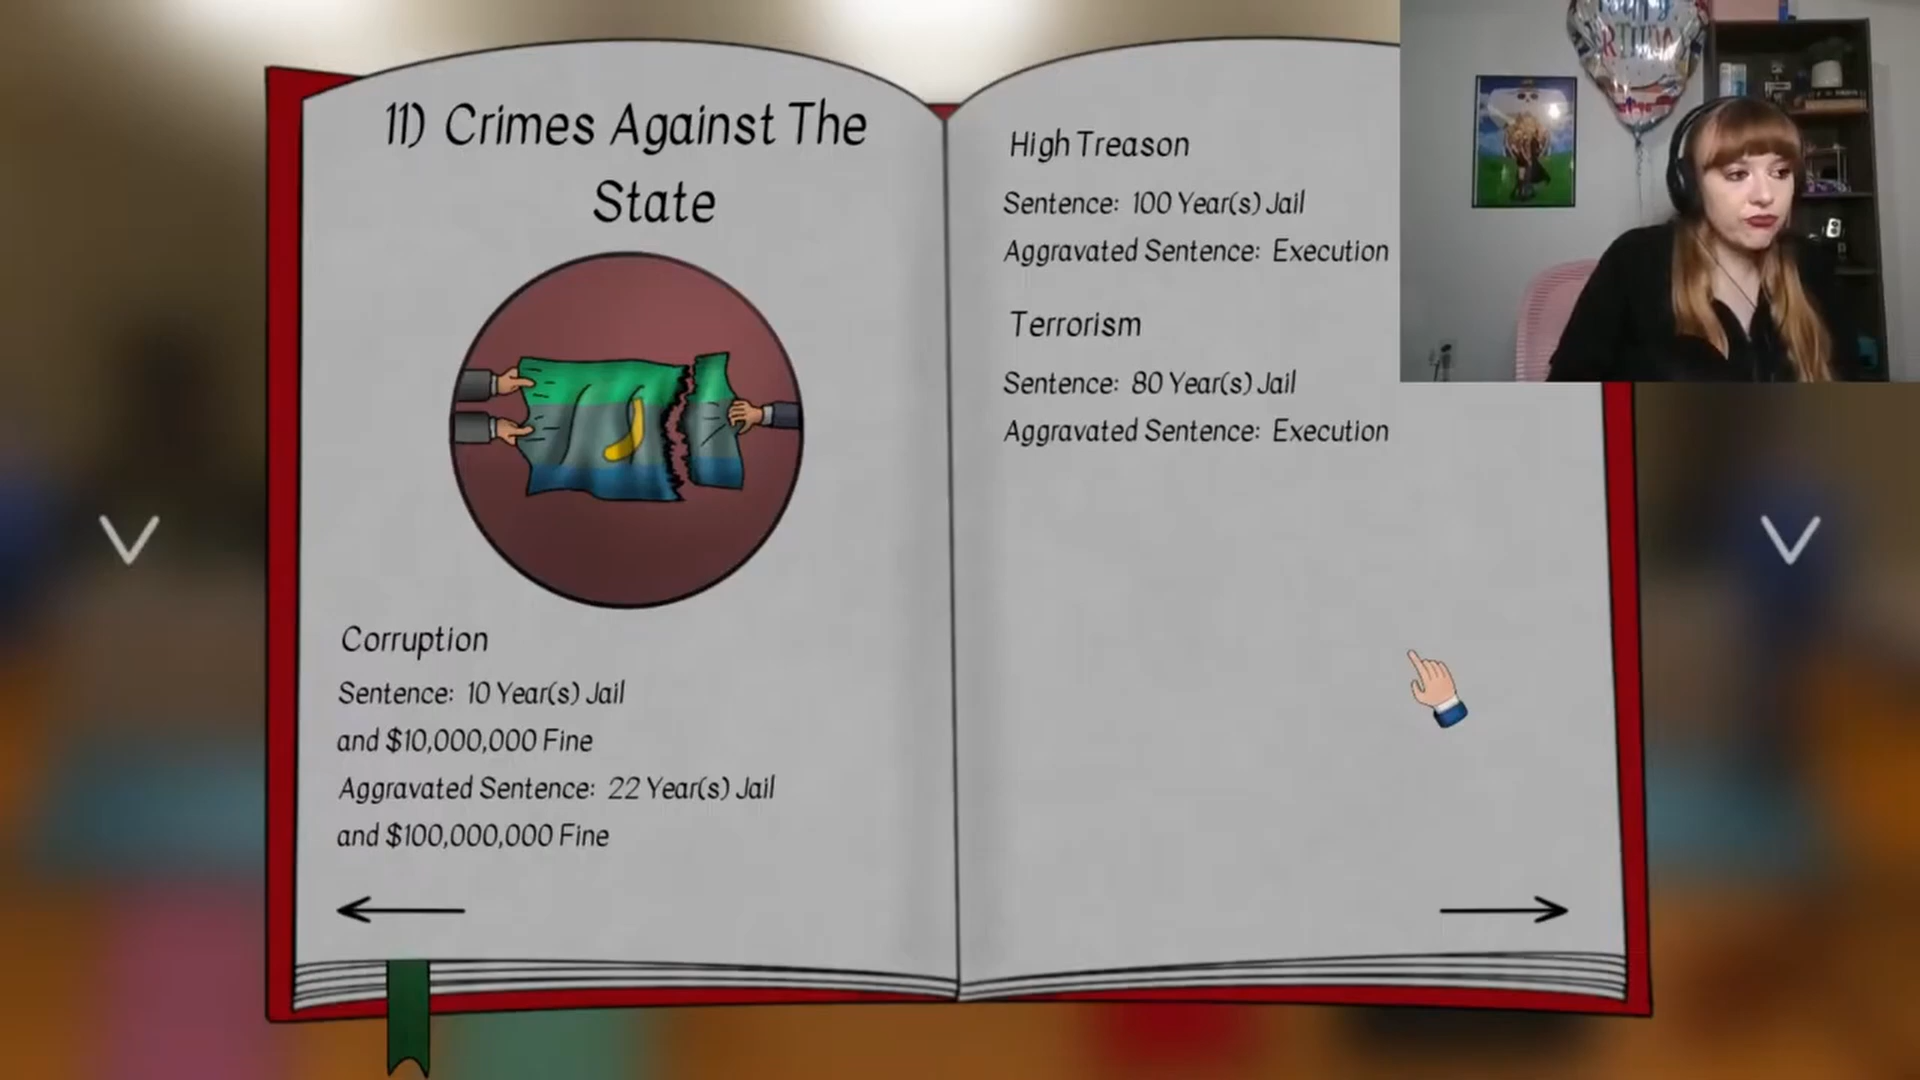 11) Crimes Against The
State
Corruption
Sentence: 10 Year(s) Jail
and $10,000,000 Fine
Aggravated Sentence: 22 Year(s) Jail
and $100,000,000 Fine
High Treason
Sentence: 100 Year(s) Jail
Aggravated Sentence: Execution
Terrorism
Sentence: 80 Year(s) Jail
Aggravated Sentence: Execution